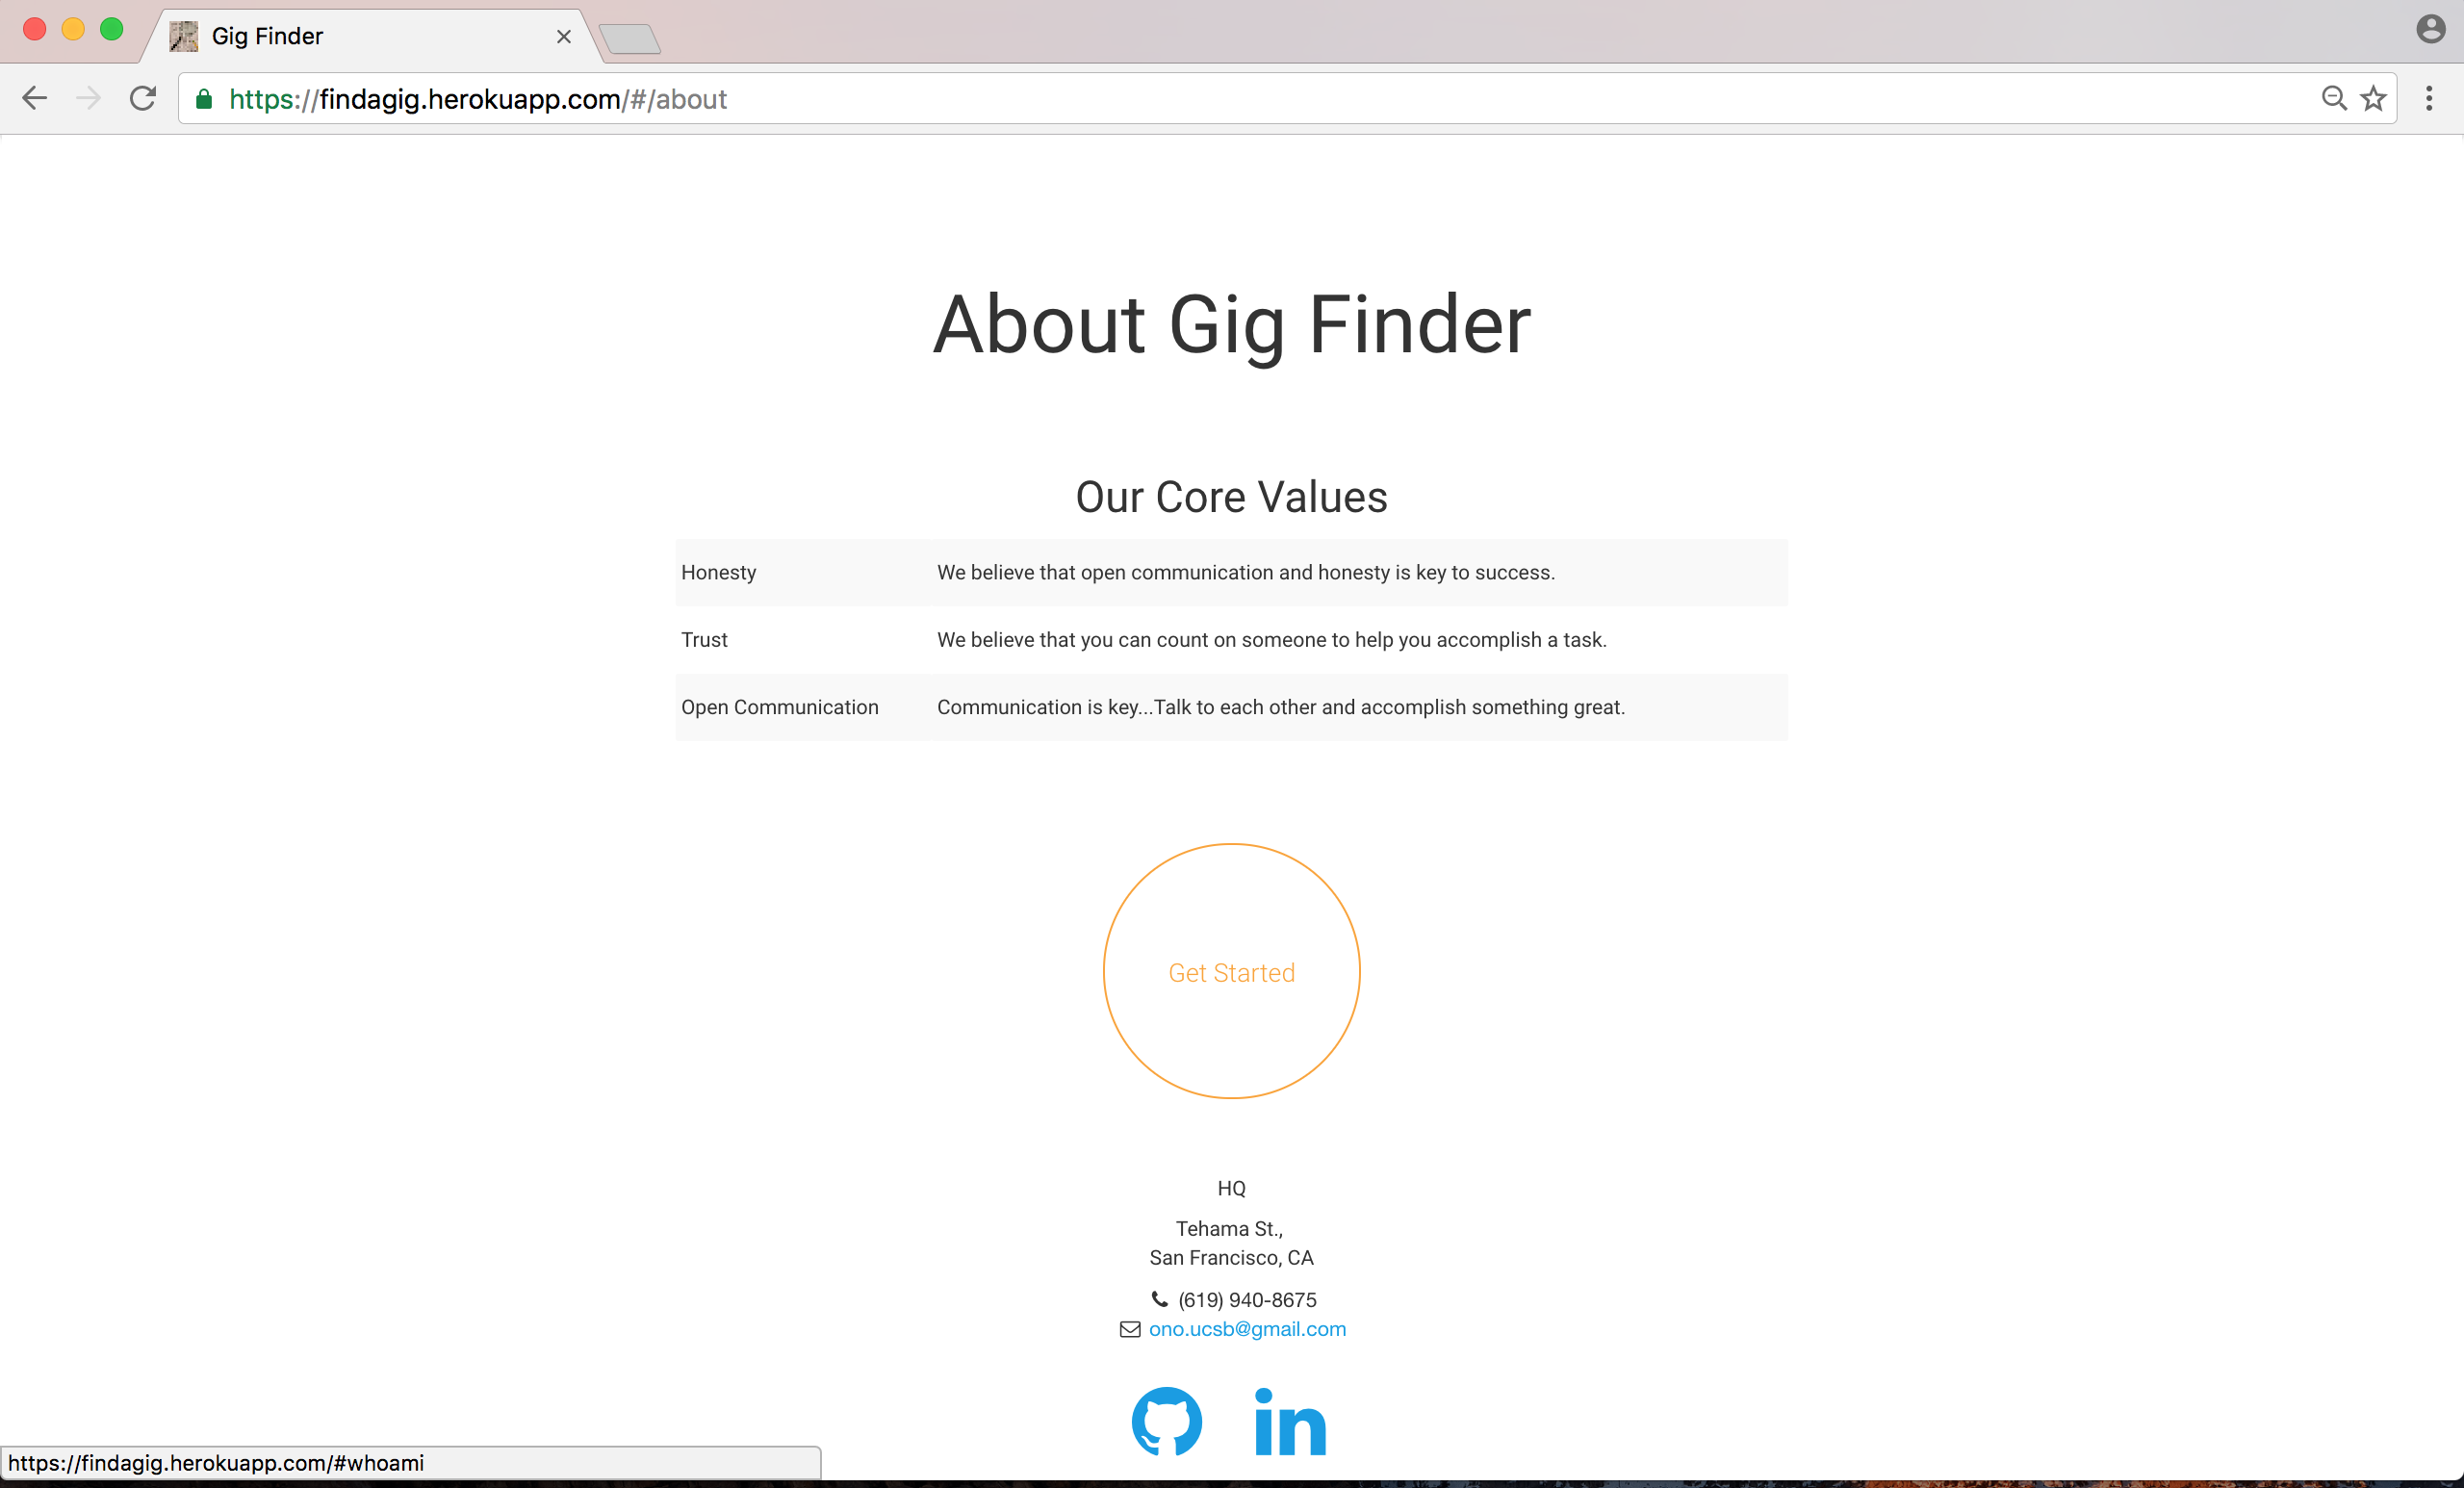 Gig Finder
https://findagig.herokuapp.com/#/about
About Gig Finder
Our Core Values
Honesty We believe that open communication and honesty is key to success.
Trust We believe that you can count on someone to help you accomplish a task.
Open Communication Communication is key...Talk to each other and accomplish something great.
Get Started
HQ
Tehama St.,
San Francisco, CA
(619) 940-8675
ono.ucsb@gmail.com
in
https://findagig.herokuapp.com/#whoami